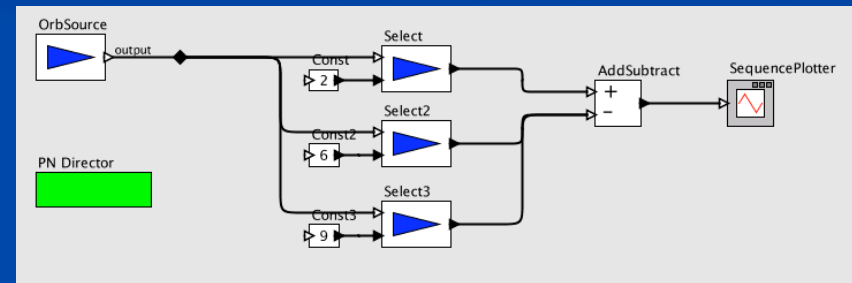 OrbSource
output
Const
2
Select
Const2
6
Select2
Const3
9
Select3
PN Director
AddSubtract
+
−
SequencePlotter